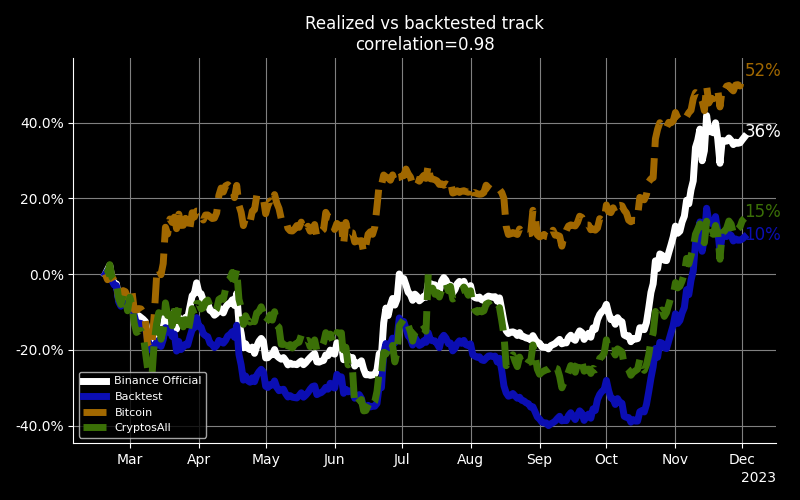 Realized vs backtested track
correlation=0.98
52%
36%
15%
10%
40.0%
20.0%
0.0%
-20.0%
-40.0%
Binance Official
Backtest
Bitcoin
CryptosAll
Mar Apr May Jun Jul Aug Sep Oct Nov Dec
2023